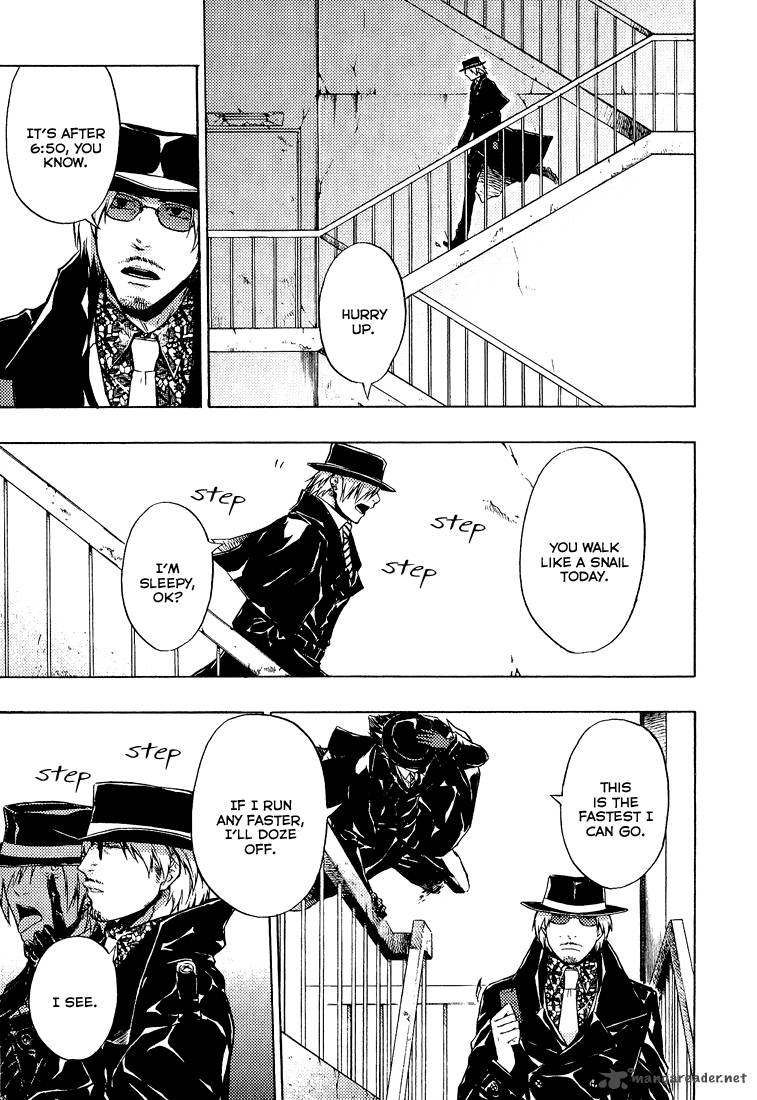 HURRY
UP.
IT'S AFTER
6:50, YOU
KNOW.
YOU WALK
LIKE A SNAIL
TODAY.
step
step
step
I'M
SLEEPY,
OK?
THIS
IS THE
FASTEST I
CAN GO.
IF I RUN
ANY FASTER,
I'LL DOZE
OFF.
step
step
I SEE.
mangareader.net